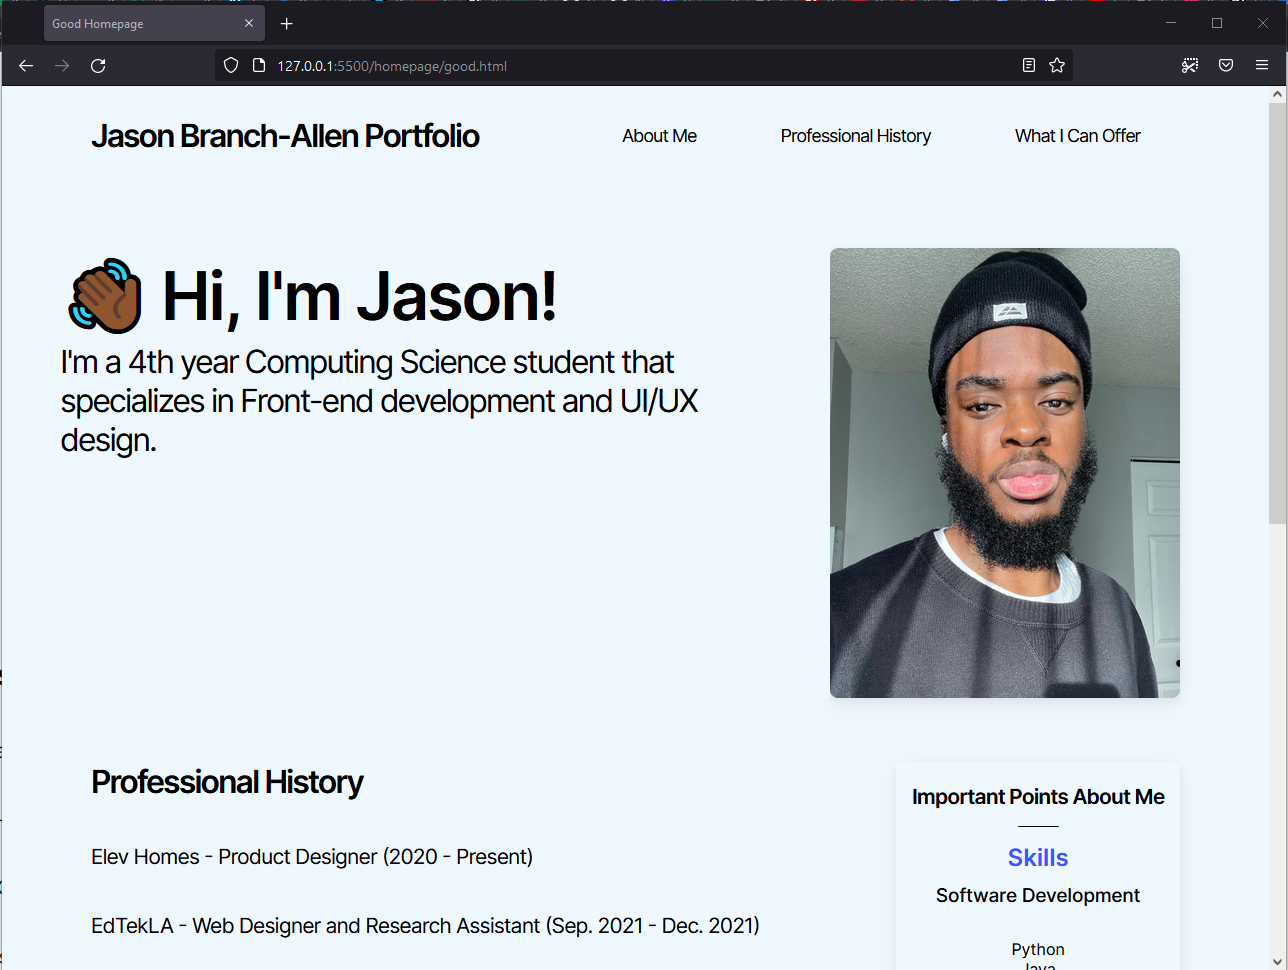 Good Homepage
127.0.0.1:5500/homepage/good.html
Jason Branch-Allen Portfolio
About Me
Professional History
What I Can Offer
Hi, I'm Jason!
I'm a 4th year Computing Science student that
specializes in Front-end development and UI/UX
design.
Professional History
Elev Homes - Product Designer (2020 - Present)
EdTekLA - Web Designer and Research Assistant (Sep. 2021 - Dec. 2021)
Important Points About Me
Skills
Software Development
Python
Java